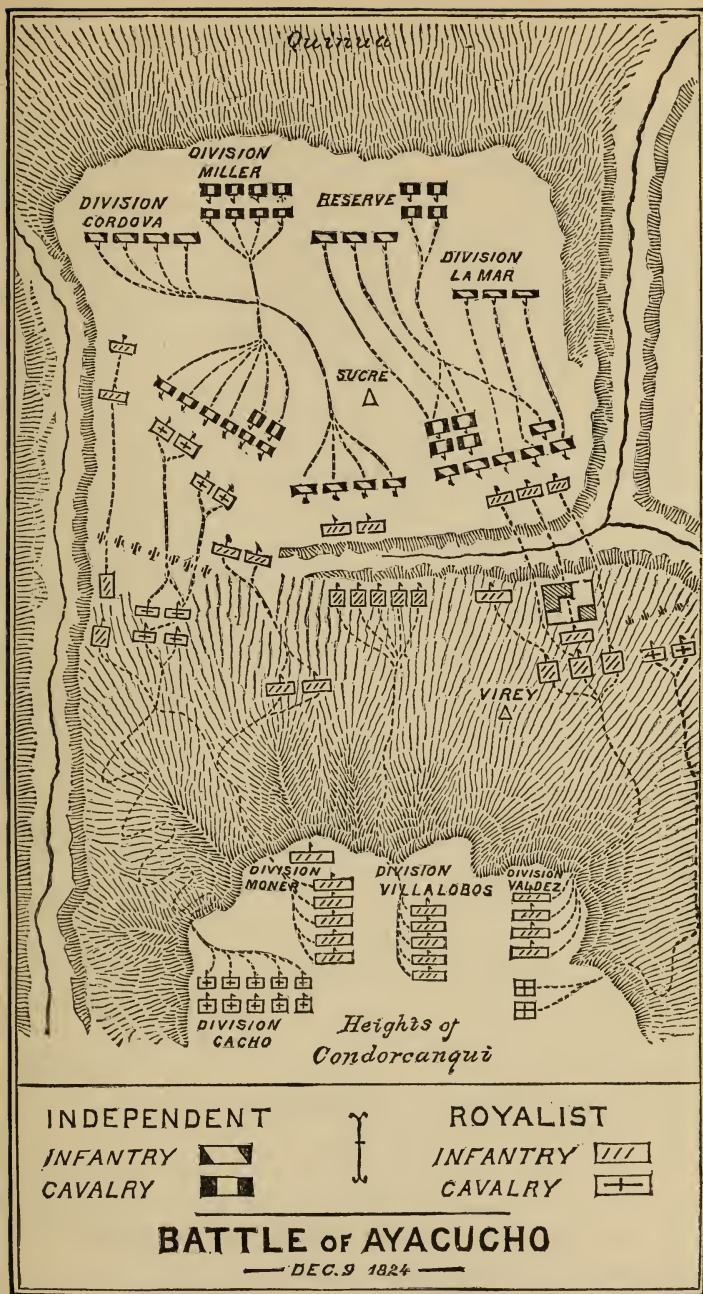 Quinua
DIVISION
MILLER
DIVISION
CORDOVA
RESERVE
DIVISION
LA MAR
SUCRE
VIREY
DIVISION
MONER
DIVISION
VILLALOBOS
DIVISION
VALDEZ
DIVISION
CACHO
Heights of
Condorcanqui
INDEPENDENT
INFANTRY
CAVALRY
ROYALIST
INFANTRY
CAVALRY
BATTLE OF AYACUCHO
DEC. 9 1824